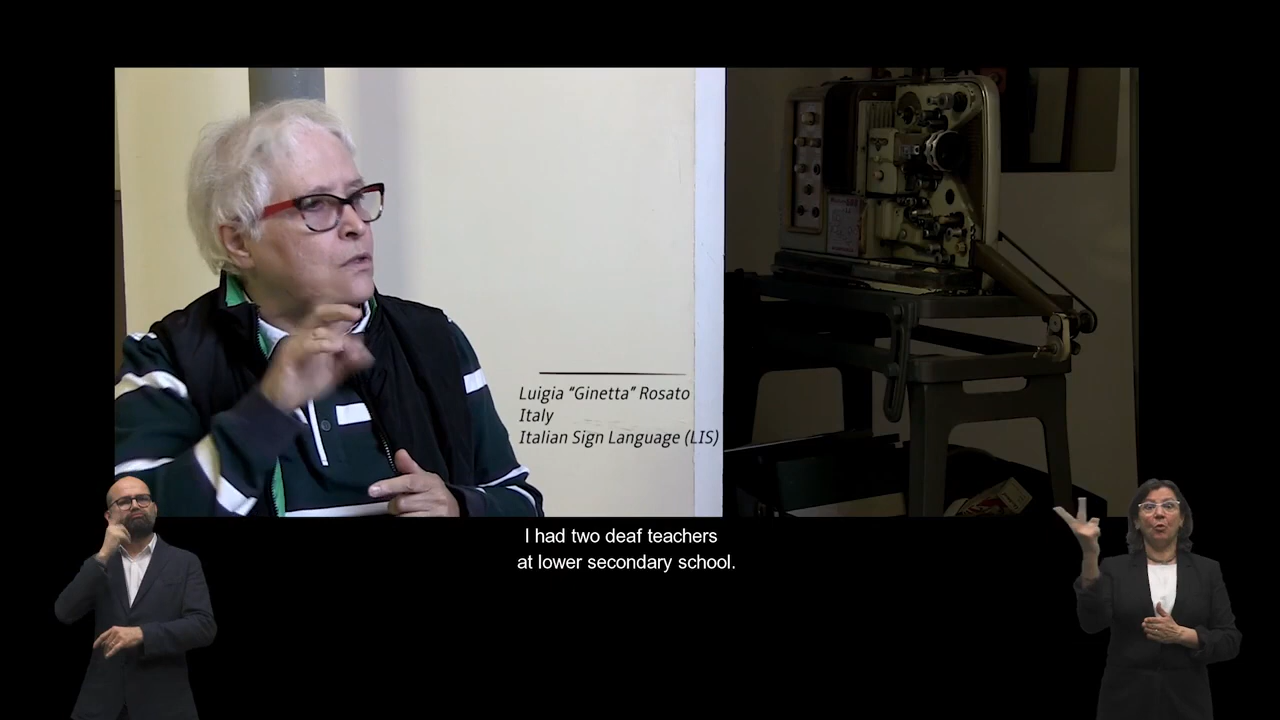 Luigia “Ginetta” Rosato
Italy
Italian Sign Language (LIS)
I had two deaf teachers
at lower secondary school.